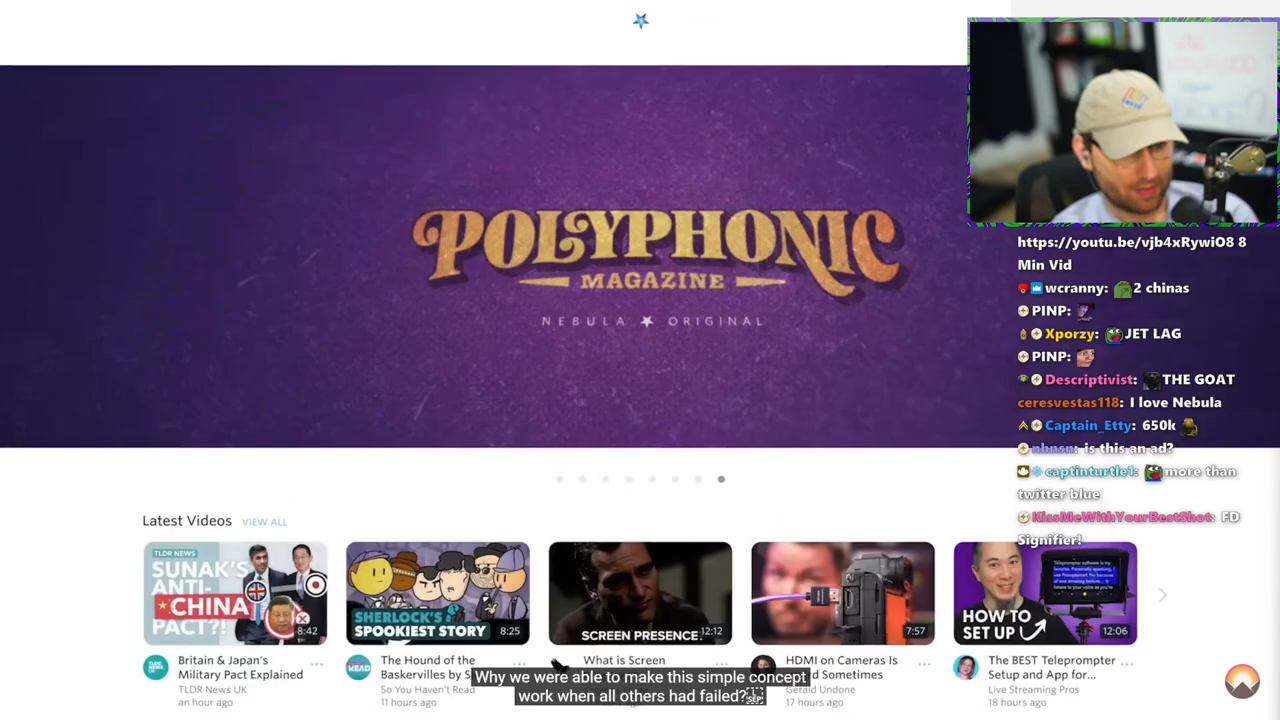 POLYPHONIC
MAGAZINE
NEBULA ORIGINAL
https://youtu.be/vjb4xRywiO8 8
Min Vid
wcranny: 2 chinas
PINP:
Xporzy: JET LAG
PINP:
Descriptivist: THE GOAT
ceresvestas118: I love Nebula
Captain_Etty: 650k
nbnsn: is this an ad?
captinturtle1: more than
twitter blue
KissMeWithYourBestShot: FD
Signifier!
Latest Videos VIEW ALL
TLDR NEWS
SUNAK'S
ANTI-
CHINA
PACT?!
8:42
SHERLOCK'S
SPOOKIEST STORY
8:25
SCREEN PRESENCE
12:12
7:57
HOW TO
SET UP
12:06
Britain & Japan's
Military Pact Explained
TLDR News UK
an hour ago
The Hound of the
Baskervilles by
So You Haven't Read
11 hours ago
What is Screen
HDMI on Cameras Is
Sometimes
Gerald Undone
17 hours ago
The BEST Teleprompter
Setup and App for...
Live Streaming Pros
18 hours ago
Why we were able to make this simple concept
work when all others had failed?